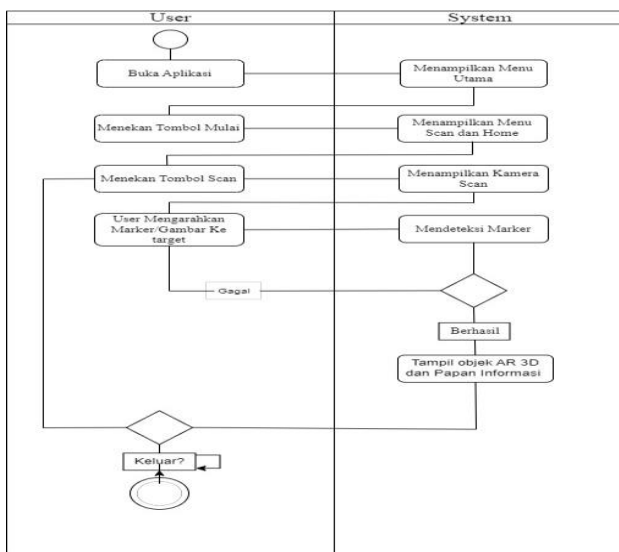 User
System
Buka Aplikasi
Menampilkan Menu
Utama
Menekan Tombol Mulai
Menampilkan Menu
Scan dan Home
Menekan Tombol Scan
Menampilkan Kamera
Scan
User Mengarahkan
Marker/Gambar Ke
target
Mendeteksi Marker
Gagal
Berhasil
Tampil objek AR 3D
dan Papan Informasi
Keluar?